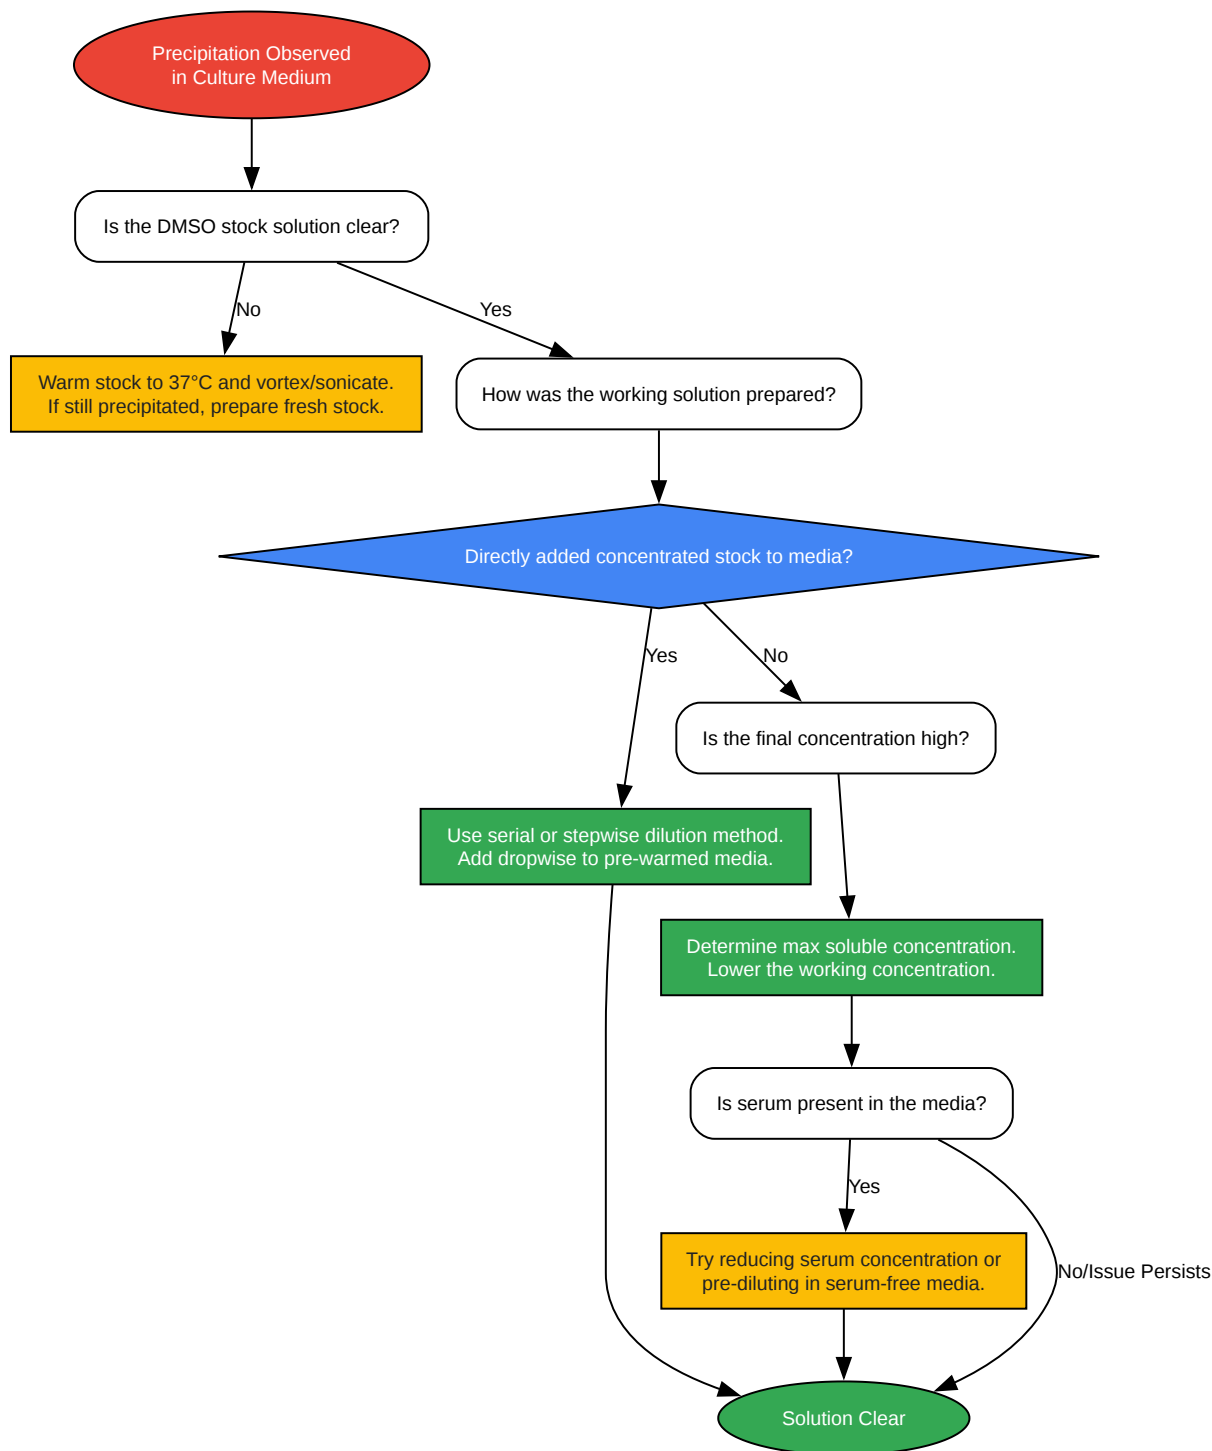 Precipitation Observed
in Culture Medium
Is the DMSO stock solution clear?
No
Yes
Warm stock to 37°C and vortex/sonicate.
If still precipitated, prepare fresh stock.
How was the working solution prepared?
Directly added concentrated stock to media?
Yes
No
Is the final concentration high?
Use serial or stepwise dilution method.
Add dropwise to pre-warmed media.
Determine max soluble concentration.
Lower the working concentration.
Is serum present in the media?
Yes
Try reducing serum concentration or
pre-diluting in serum-free media.
No/Issue Persists
Solution Clear